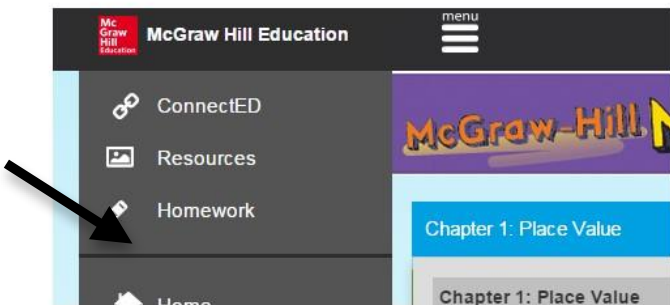 Mc
Graw
Hill
Education
McGraw Hill Education
menu
ConnectED
Resources
Homework
Home
McGraw-Hill M
Chapter 1: Place Value
Chapter 1: Place Value